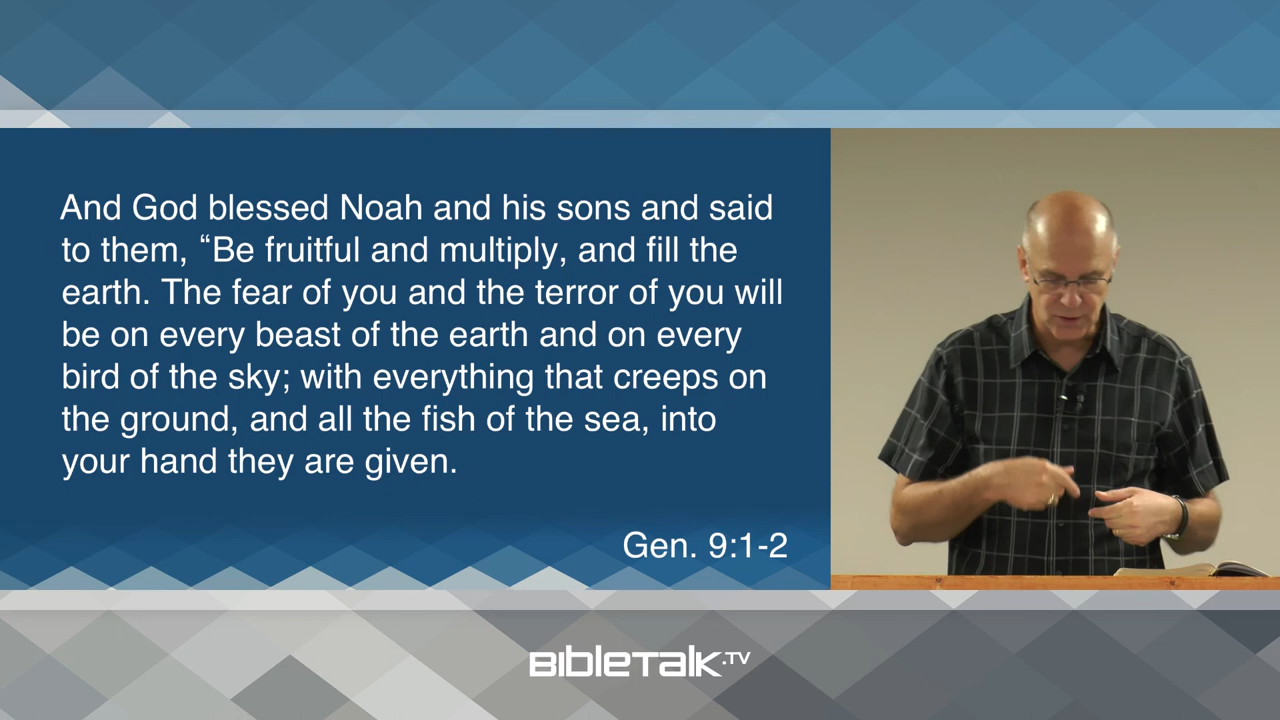 And God blessed Noah and his sons and said
to them, “Be fruitful and multiply, and fill the
earth. The fear of you and the terror of you will
be on every beast of the earth and on every
bird of the sky; with everything that creeps on
the ground, and all the fish of the sea, into
your hand they are given.
Gen. 9:1-2
BibleTalk.TV